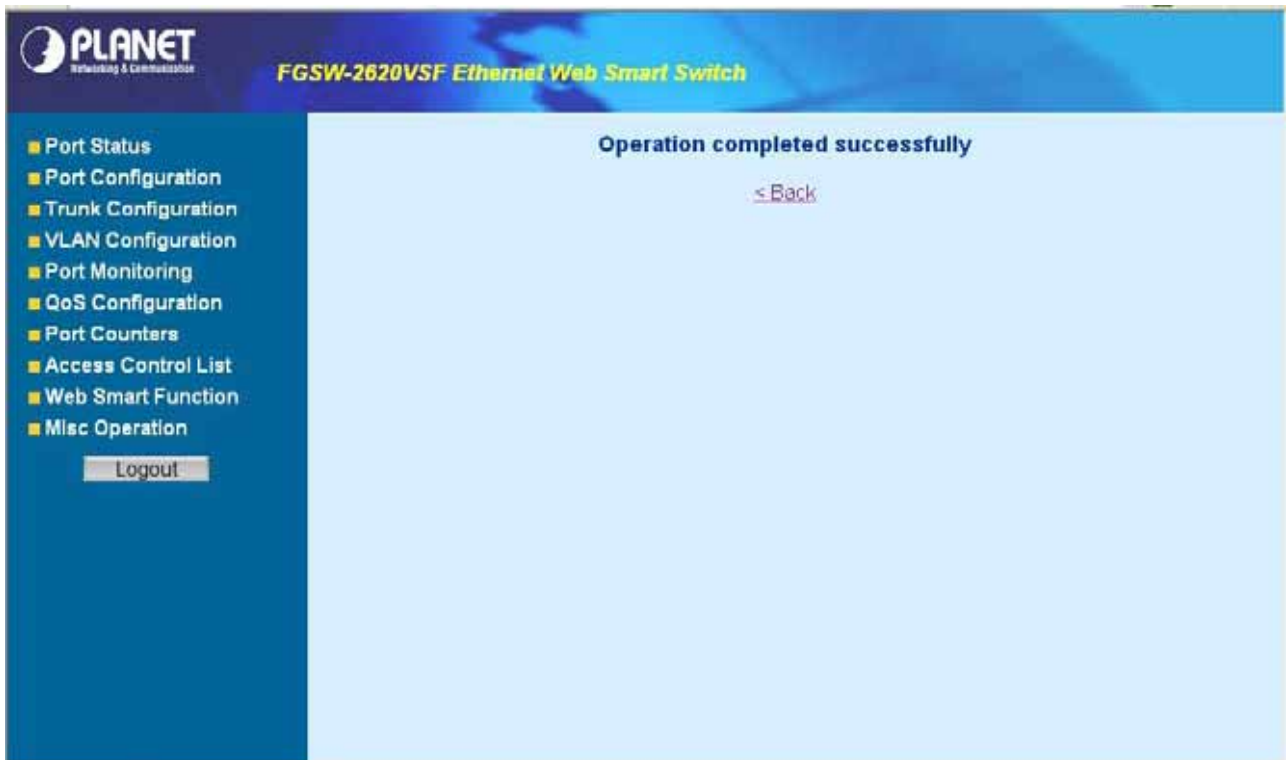 PLANET
Networking & Communication
FGSW-2620VSF Ethernet Web Smart Switch
Port Status
Port Configuration
Trunk Configuration
VLAN Configuration
Port Monitoring
QoS Configuration
Port Counters
Access Control List
Web Smart Function
Misc Operation
Logout
Operation completed successfully
< Back